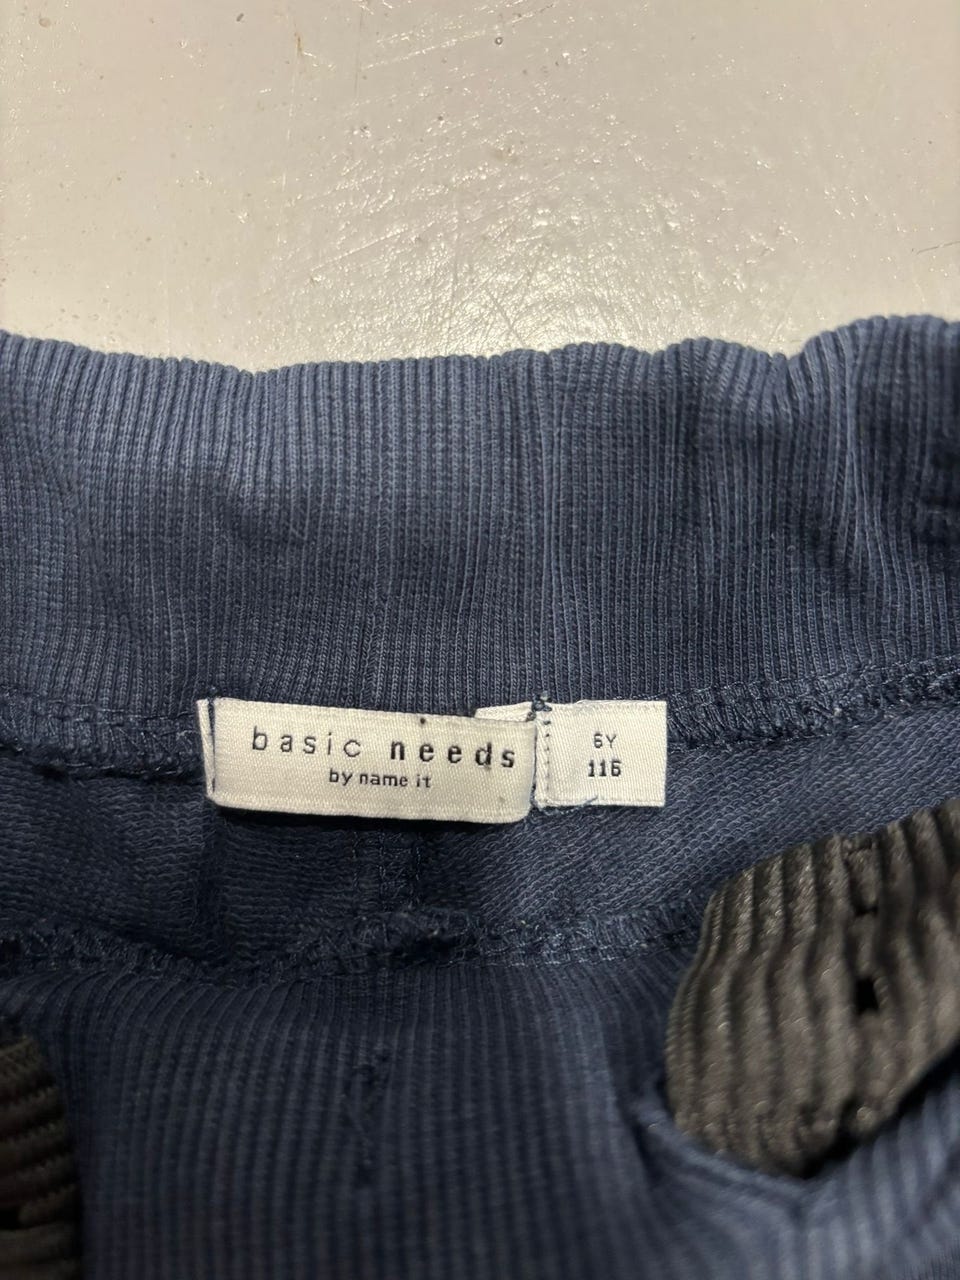 basic needs
by name it
6Y
116